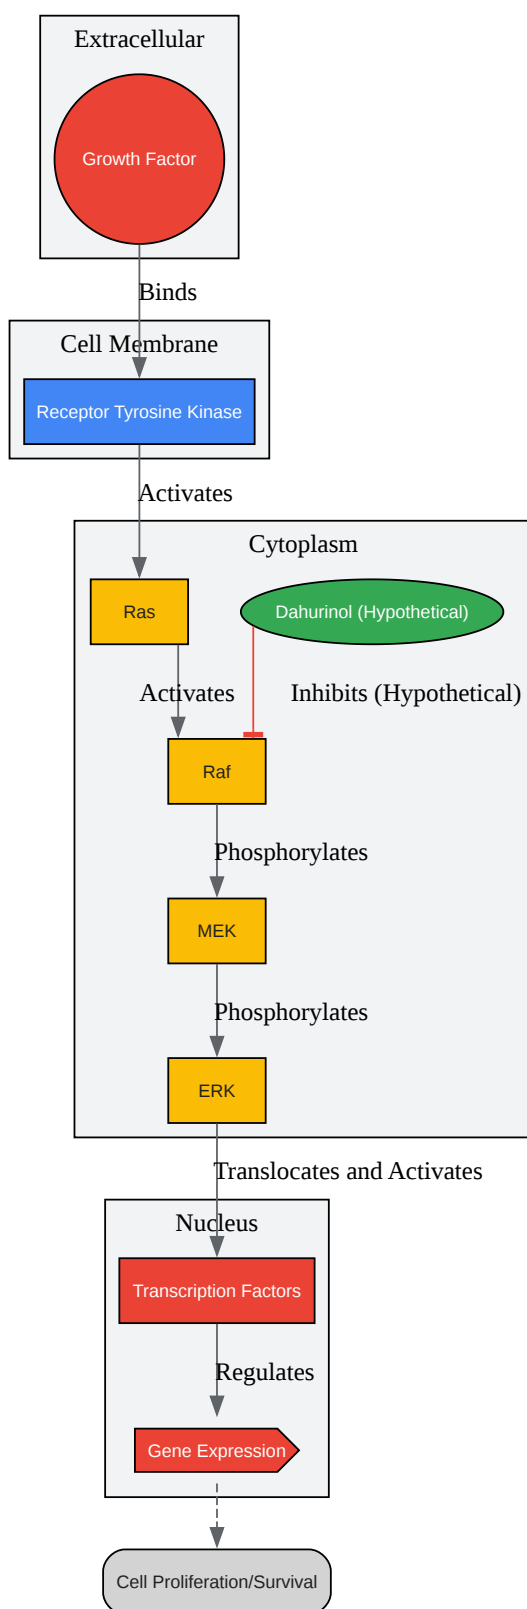 Extracellular
Growth Factor
Binds
Cell Membrane
Receptor Tyrosine Kinase
Activates
Cytoplasm
Ras
Dahurinol (Hypothetical)
Activates
Inhibits (Hypothetical)
Raf
Phosphorylates
MEK
Phosphorylates
ERK
Translocates and Activates
Nucleus
Transcription Factors
Regulates
Gene Expression
Cell Proliferation/Survival